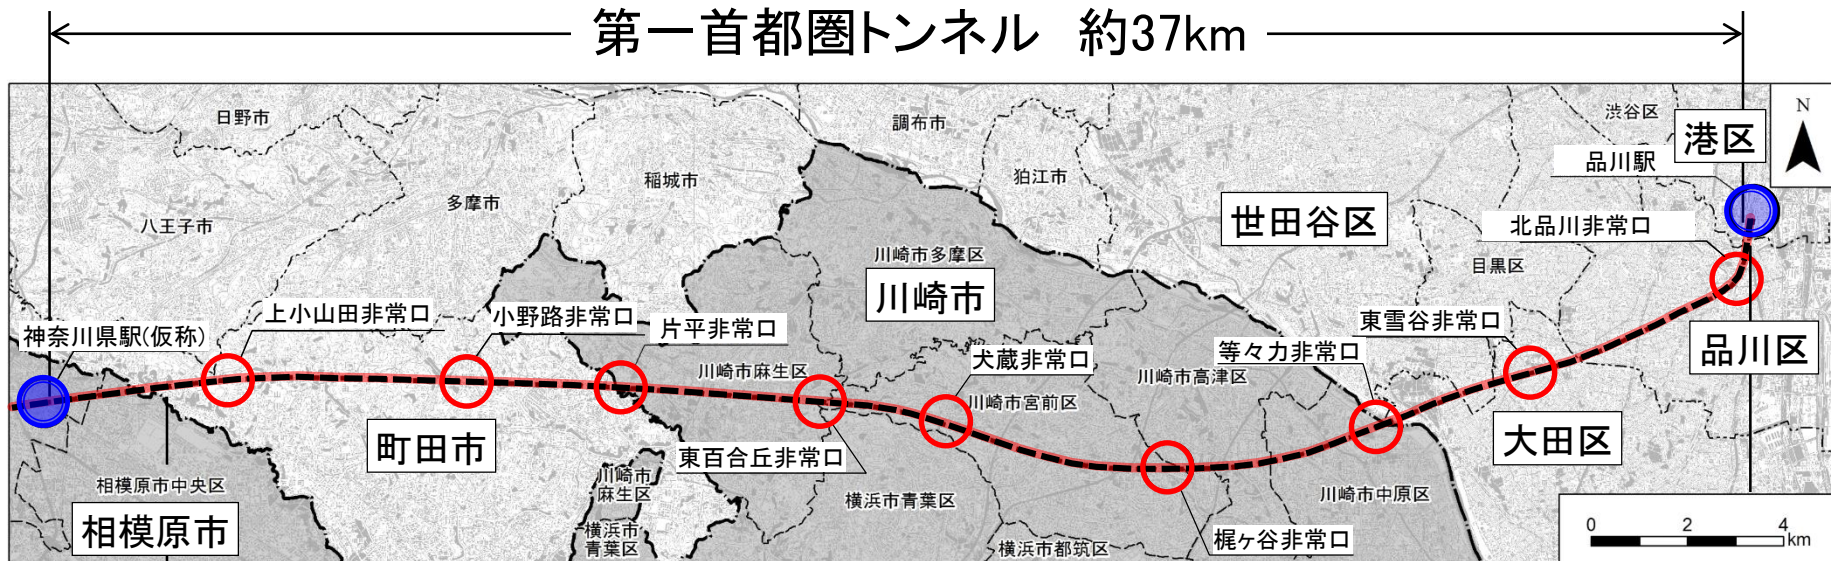 第一首都圏トンネル 約37km
日野市
調布市
渋谷区
港区
N
品川駅
八王子市
多摩市
稲城市
狛江市
世田谷区
北品川非常口
川崎市多摩区
目黒区
川崎市
神奈川県駅(仮称)
上小山田非常口
小野路非常口
片平非常口
東雪谷非常口
等々力非常口
犬蔵非常口
品川区
川崎市麻生区
川崎市高津区
川崎市宮前区
町田市
東百合丘非常口
大田区
相模原市中央区
川崎市
麻生区
横浜市青葉区
川崎市中原区
相模原市
横浜市
青葉区
横浜市都筑区
梶ヶ谷非常口
0 2 4
km